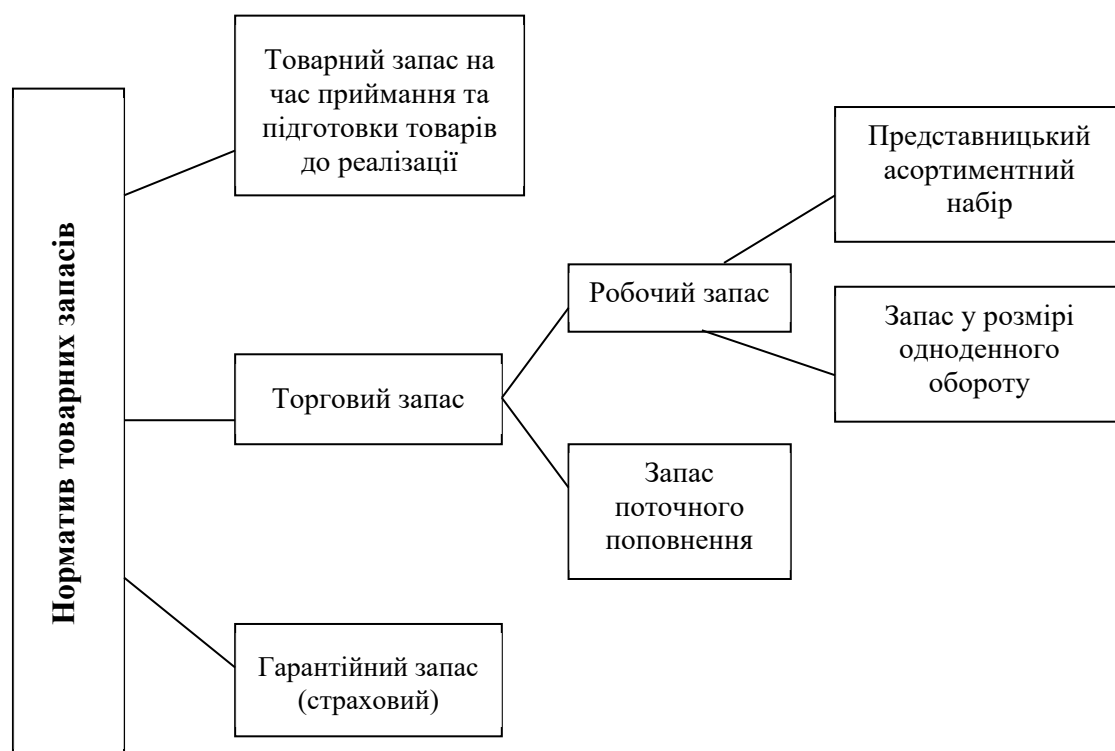 Норматив товарних запасів
Товарний запас на
час приймання та
підготовки товарів
до реалізації
Торговий запас
Гарантійний запас
(страховий)
Робочий запас
Запас
поточного
поповнення
Представницький
асортиментний
набір
Запас у розмірі
одноденного
обороту